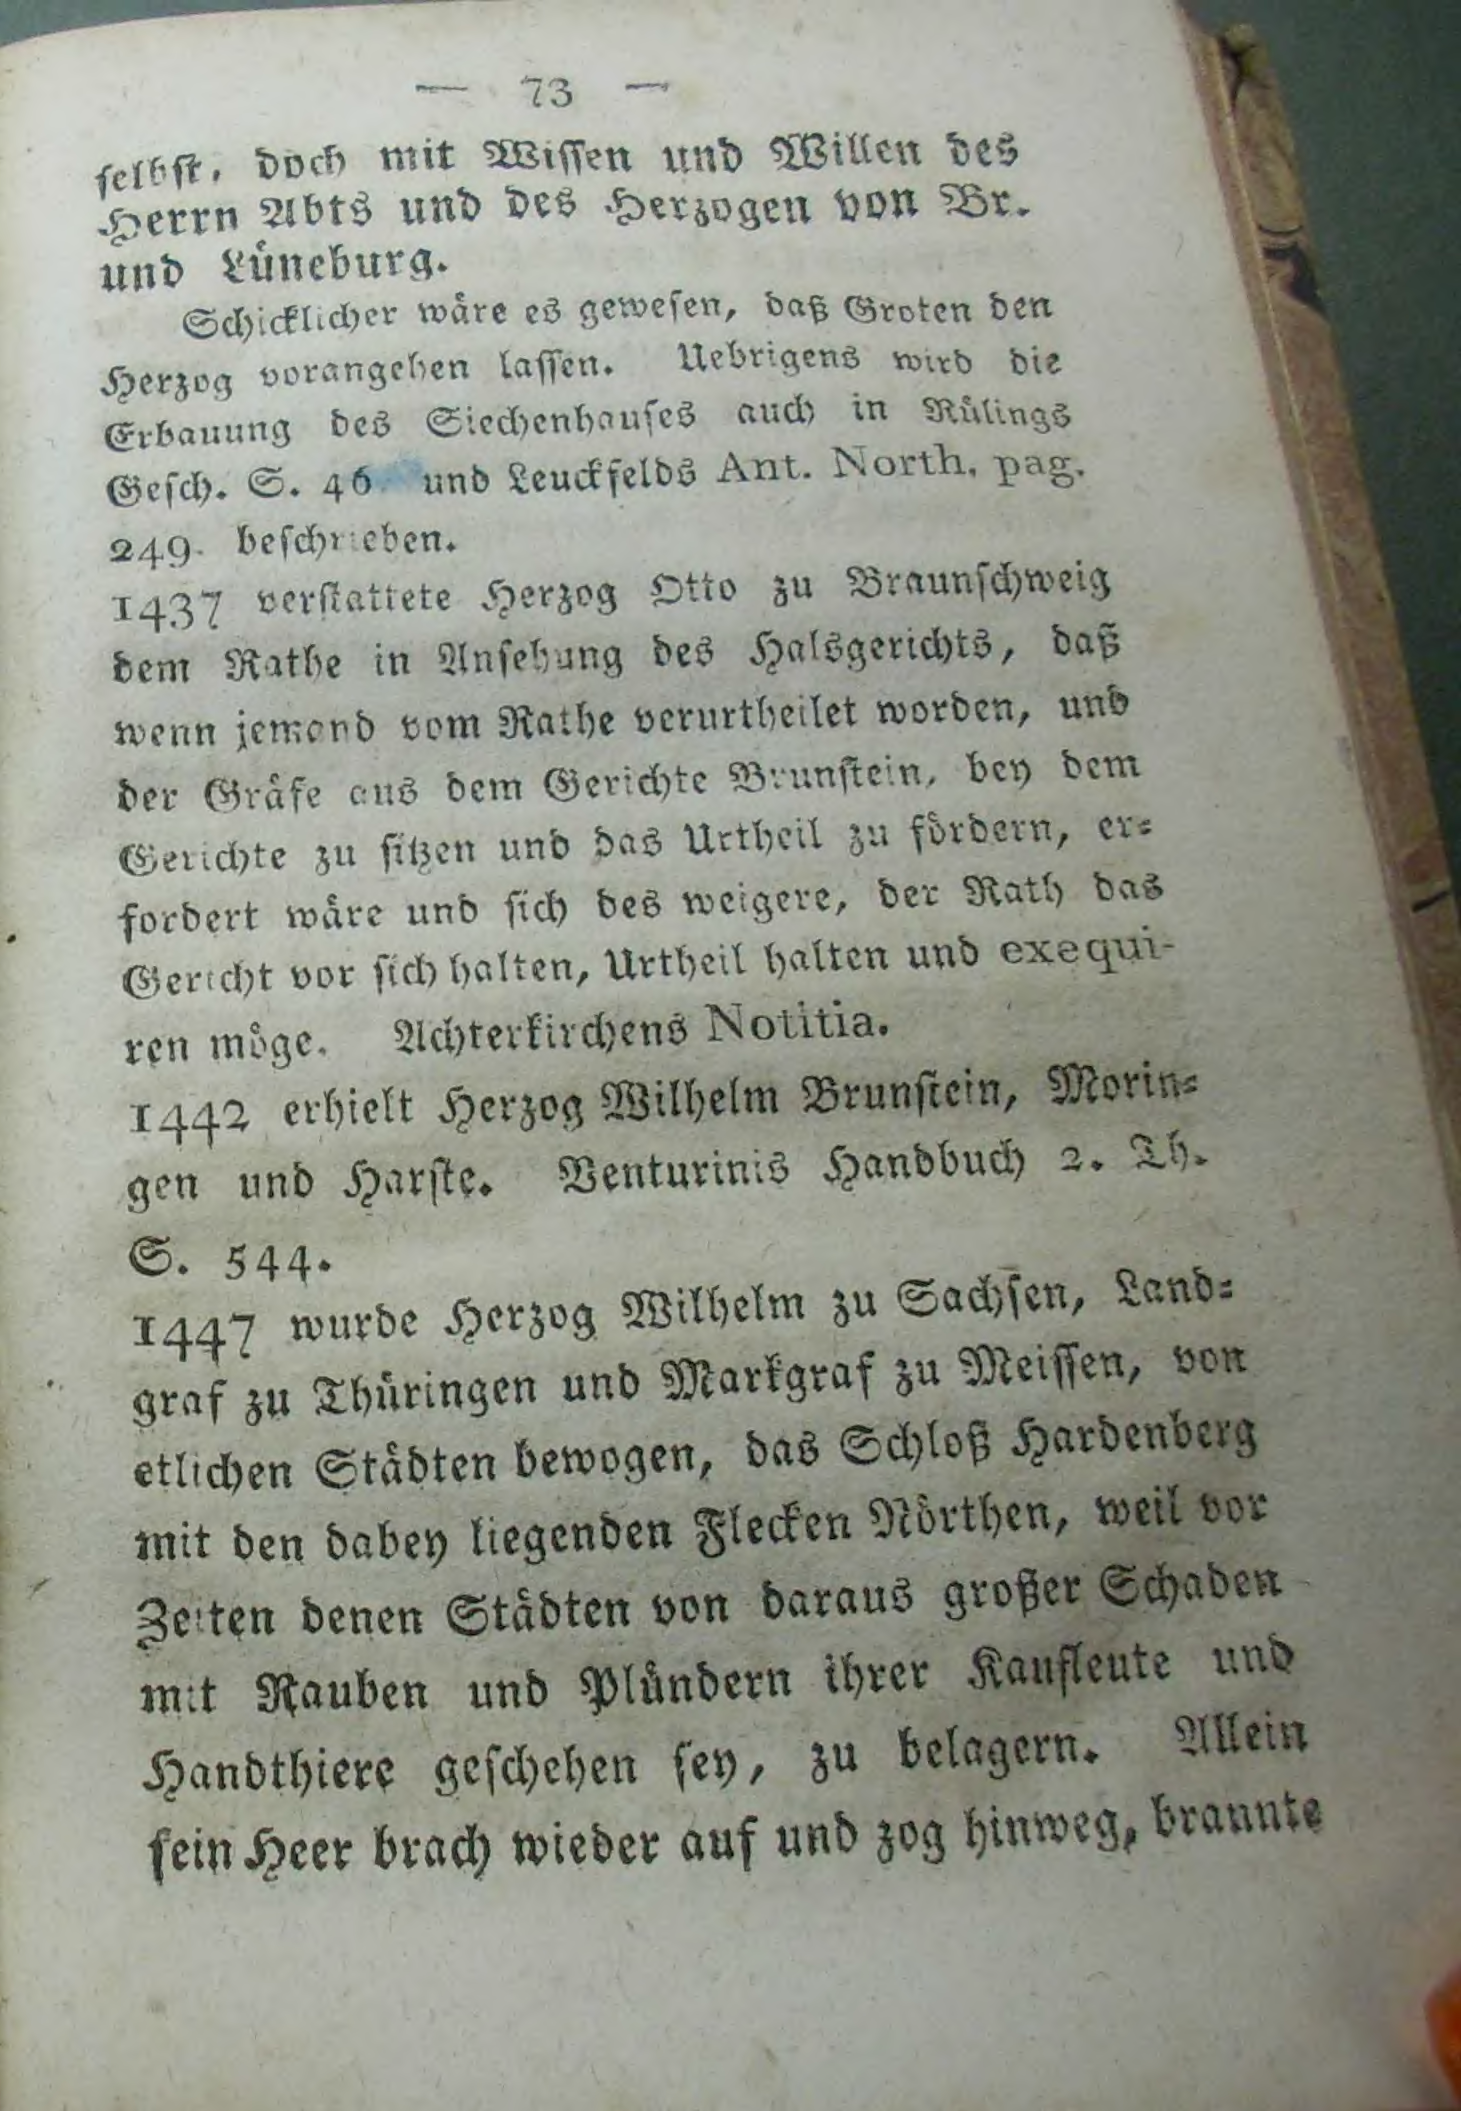 — 73 —
selbst, doch mit Wissen und Willen des
Herrn Abts und des Herzogen von Br.
und Lüneburg.
Schicklicher wäre es gewesen, daß Groten den
Herzog vorangehen lassen. Uebrigens wird die
Erbauung des Siechenhauses auch in Rülings
Gesch. S. 46 und Leuckfelds Ant. North. pag.
249. beschrieben.
1437 verstattete Herzog Otto zu Braunschweig
dem Rathe in Ansehung des Halsgerichts, daß
wenn jemand vom Rathe verurtheilet worden, und
der Gräfe aus dem Gerichte Brunstein, bey dem
Gerichte zu sitzen und das Urtheil zu fördern, er-
fordert wäre und sich des weigere, der Rath das
Gericht vor sich halten, Urtheil halten und exequi-
ren möge. Achterkirchens Notitia.
1442 erhielt Herzog Wilhelm Brunstein, Morin-
gen und Harste. Venturinis Handbuch 2. Th.
S. 544.
1447 wurde Herzog Wilhelm zu Sachsen, Land-
graf zu Thüringen und Markgraf zu Meissen, von
etlichen Städten bewogen, das Schloß Hardenberg
mit den dabey liegenden Flecken Nörthen, weil vor
Zeiten denen Städten von daraus großer Schaden
mit Rauben und Plündern ihrer Kaufleute und
Handthiere geschehen sey, zu belagern. Allein
sein Heer brach wieder auf und zog hinweg, brannte